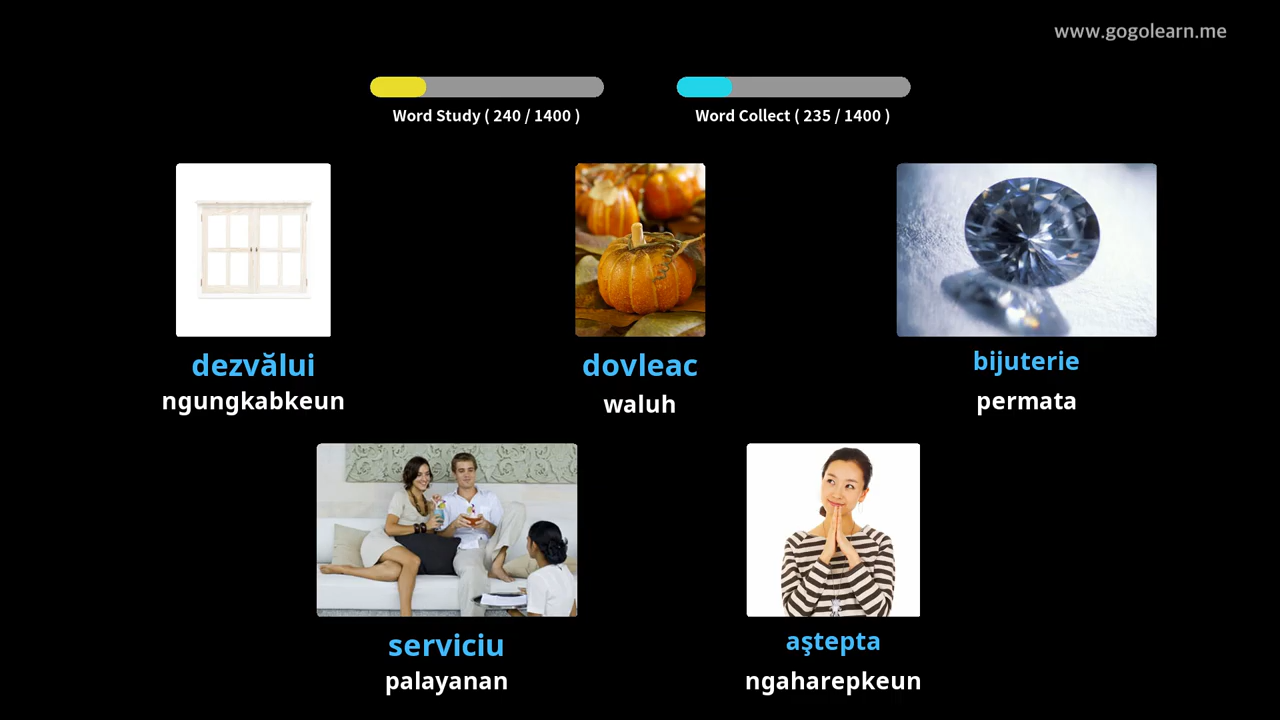 www.gogolearn.me
Word Study ( 240 / 1400 )
Word Collect ( 235 / 1400 )
dezvălui
ngungkabkeun
dovleac
waluh
bijuterie
permata
serviciu
palayanan
aştepta
ngaharepkeun